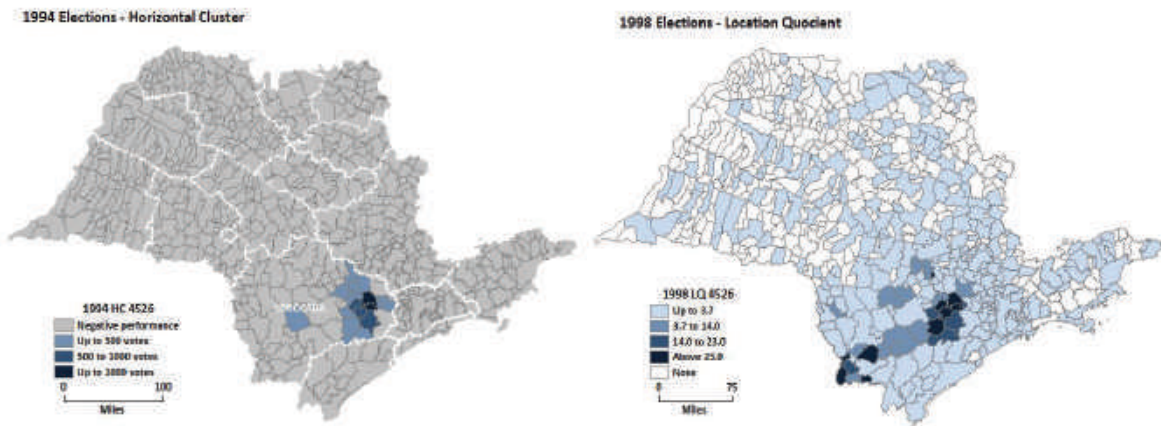 1994 Elections - Horizontal Cluster
1994 HC 4526
Negative performance
Up to 500 votes
500 to 1000 votes
Up to 3000 votes
0 100
Miles
1998 Elections - Location Quocient
1998 LQ 4526
Up to 3.7
3.7 to 14.0
14.0 to 23.0
Above 23.0
None
0 75
Miles